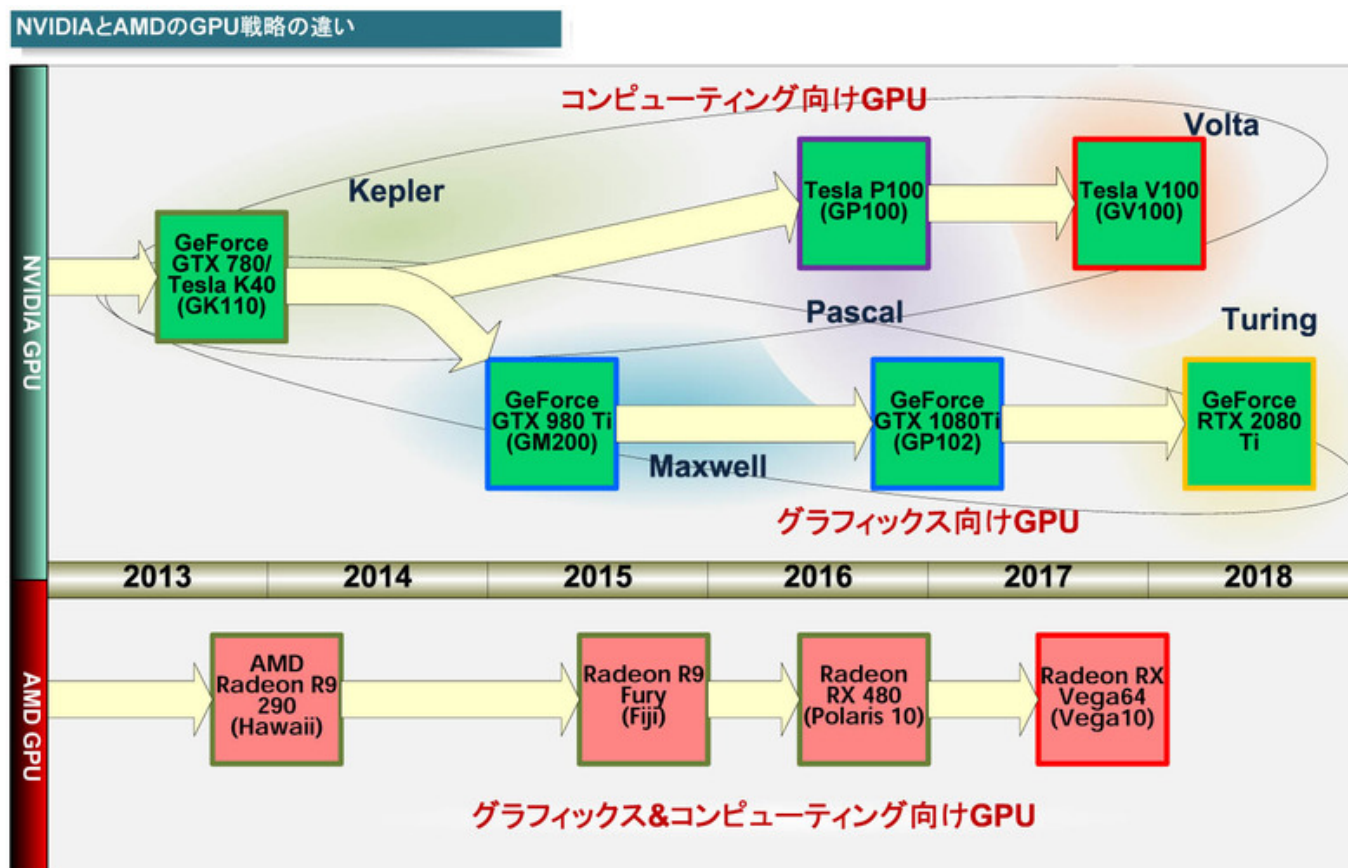 NVIDIAとAMDのGPU戦略の違い
コンピューティング向けGPU
Volta
Kepler
Tesla P100
(GP100)
Tesla V100
(GV100)
GeForce
GTX 780/
Tesla K40
(GK110)
NVIDIA GPU
Pascal
Turing
GeForce
GTX 980 Ti
(GM200)
GeForce
GTX 1080Ti
(GP102)
GeForce
RTX 2080
Ti
Maxwell
グラフィックス向けGPU
2013
2014
2015
2016
2017
2018
AMD GPU
AMD
Radeon R9
290
(Hawaii)
Radeon R9
Fury
(Fiji)
Radeon
RX 480
(Polaris 10)
Radeon RX
Vega64
(Vega10)
グラフィックス&コンピューティング向けGPU